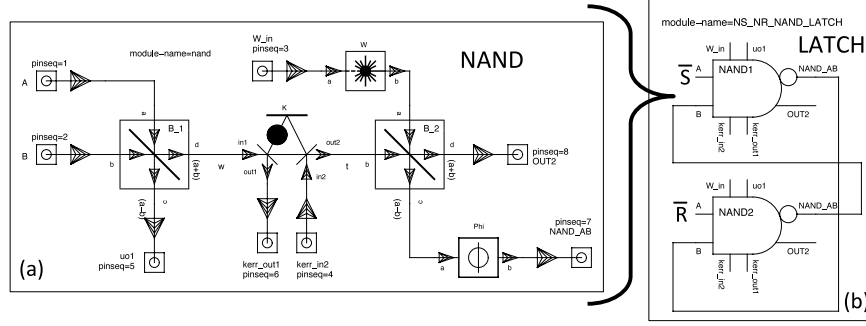 pinseq=1
A
module-name=nand
W_in
pinseq=3
W
NAND
a
b
K
pinseq=2
B
a
B_1
b
d
(a+b)
c
(a-b)
w
in1
out1
out2
in2
t
a
B_2
b
d
(a+b)
c
(a-b)
pinseq=8
OUT2
uo1
pinseq=5
kerr_out1
pinseq=6
kerr_in2
pinseq=4
Phi
a
b
pinseq=7
NAND_AB
(a)
module-name=NS_NR_NAND_LATCH
LATCH
W_in
uo1
S
A
NAND1
NAND_AB
B
OUT2
kerr_in2
kerr_out1
W_in
uo1
R
A
NAND2
NAND_AB
B
OUT2
kerr_in2
kerr_out1
(b)